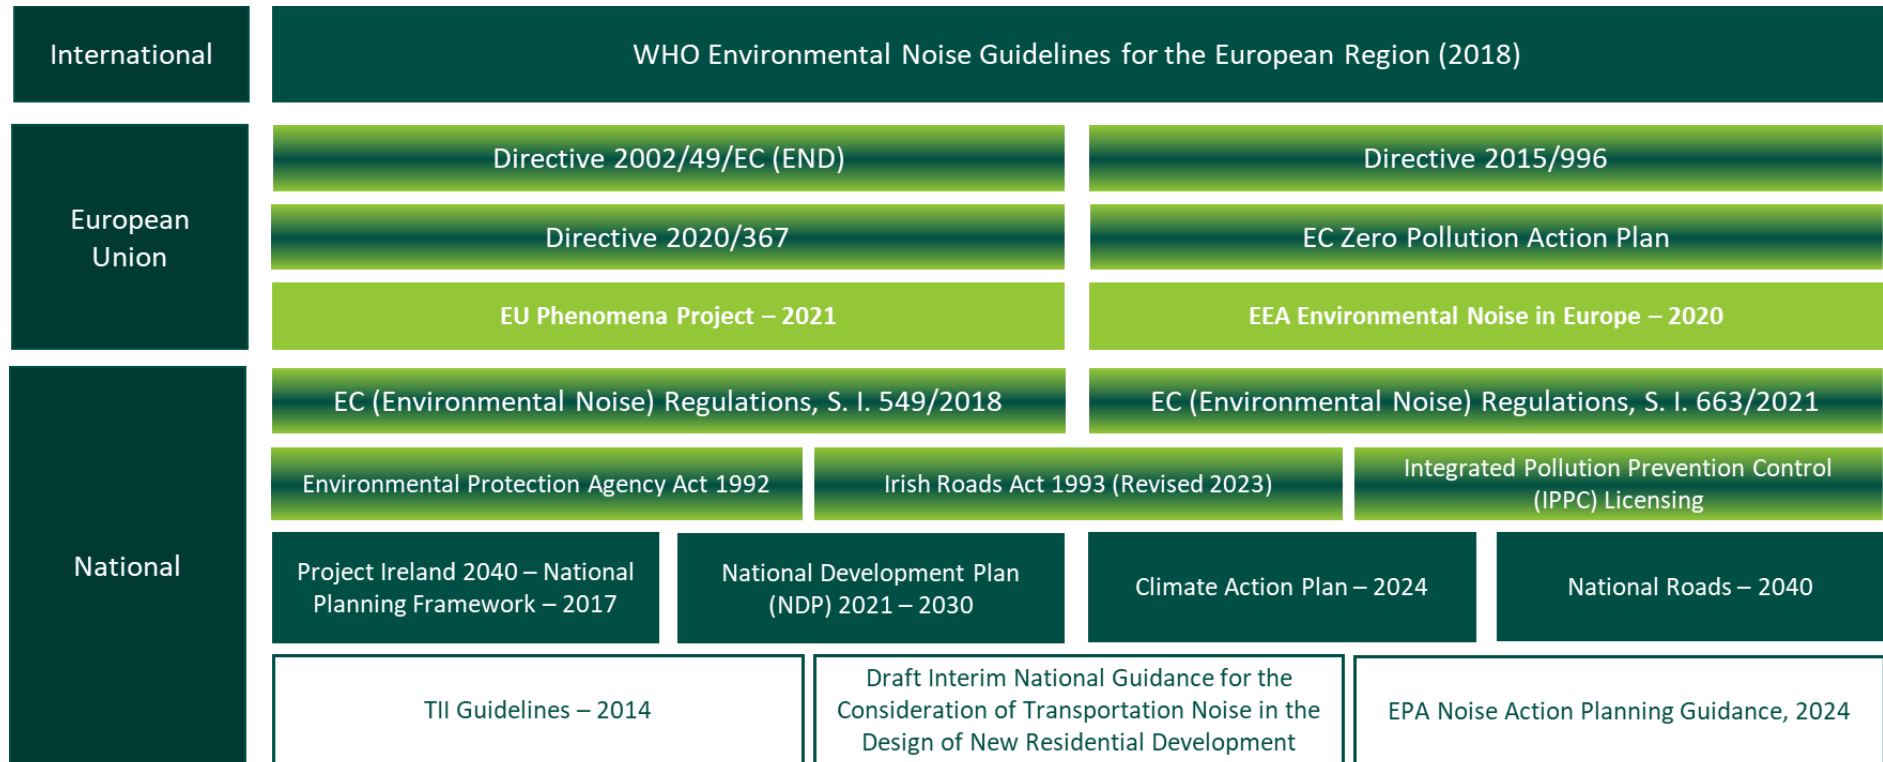 International
WHO Environmental Noise Guidelines for the European Region (2018)
European
Union
Directive 2002/49/EC (END)
Directive 2015/996
Directive 2020/367
EC Zero Pollution Action Plan
EU Phenomena Project – 2021
EEA Environmental Noise in Europe – 2020
National
EC (Environmental Noise) Regulations, S. I. 549/2018
EC (Environmental Noise) Regulations, S. I. 663/2021
Environmental Protection Agency Act 1992
Irish Roads Act 1993 (Revised 2023)
Integrated Pollution Prevention Control
(IPPC) Licensing
Project Ireland 2040 – National
Planning Framework – 2017
National Development Plan
(NDP) 2021 – 2030
Climate Action Plan – 2024
National Roads – 2040
TII Guidelines – 2014
Draft Interim National Guidance for the
Consideration of Transportation Noise in the
Design of New Residential Development
EPA Noise Action Planning Guidance, 2024